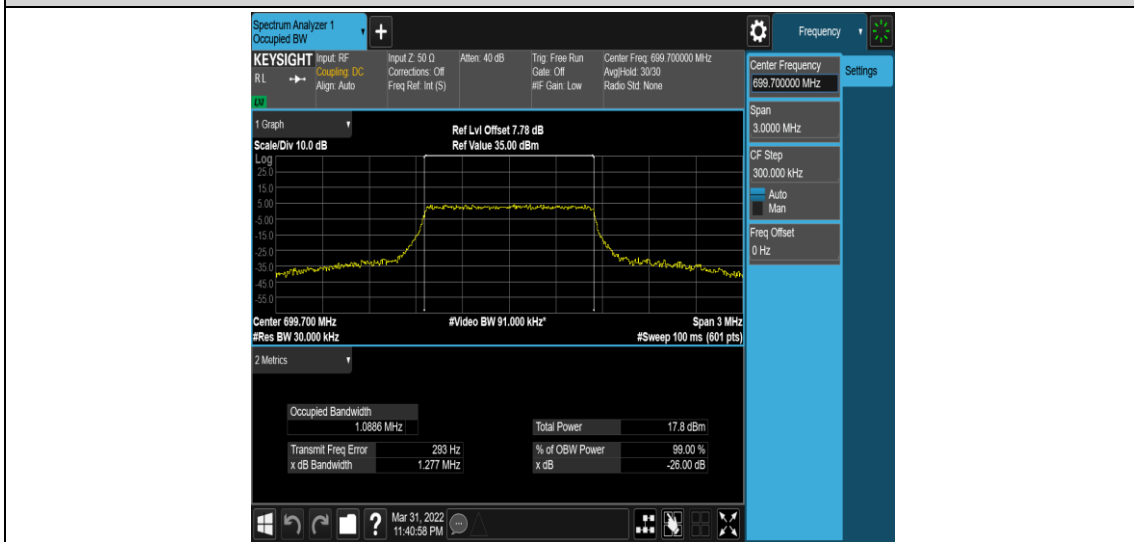 Spectrum Analyzer 1
Occupied BW
+
Frequency
KEYSIGHT
RL
LXI
Input: RF
Coupling: DC
Align: Auto
Input Z: 50 Ω
Corrections: Off
Freq Ref: Int (S)
Atten: 40 dB
Trig: Free Run
Gate: Off
#IF Gain: Low
Center Freq: 699.700000 MHz
Avg|Hold: 30/30
Radio Std: None
Center Frequency
699.700000 MHz
Settings
Span
3.0000 MHz
CF Step
300.000 kHz
Auto
Man
Freq Offset
0 Hz
1 Graph
Scale/Div 10.0 dB
Ref Lvl Offset 7.78 dB
Ref Value 35.00 dBm
Log
25.0
15.0
5.00
-5.00
-15.0
-25.0
-35.0
-45.0
-55.0
Center 699.700 MHz
#Video BW 91.000 kHz*
Span 3 MHz
#Res BW 30.000 kHz
#Sweep 100 ms (601 pts)
2 Metrics
Occupied Bandwidth
1.0886 MHz
Total Power 17.8 dBm
Transmit Freq Error 293 Hz
% of OBW Power 99.00 %
x dB Bandwidth 1.277 MHz
x dB -26.00 dB
?
Mar 31, 2022
11:40:58 PM